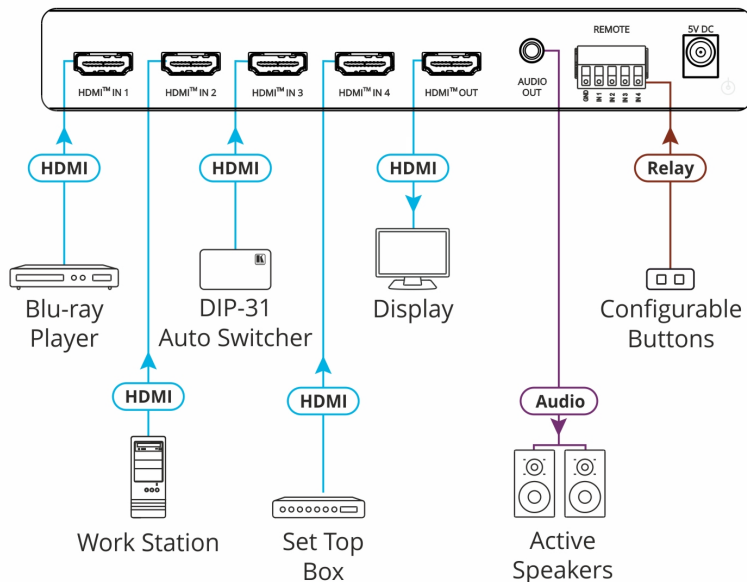 REMOTE
5V DC
AUDIO
OUT
GND
IN 1
IN 2
IN 3
IN 4
HDMI™ IN 1
HDMI™ IN 2
HDMI™ IN 3
HDMI™ IN 4
HDMI™ OUT
HDMI
HDMI
HDMI
Relay
Blu-ray
Player
DIP-31
Auto Switcher
Display
Configurable
Buttons
HDMI
HDMI
Audio
Work Station
Set Top
Box
Active
Speakers